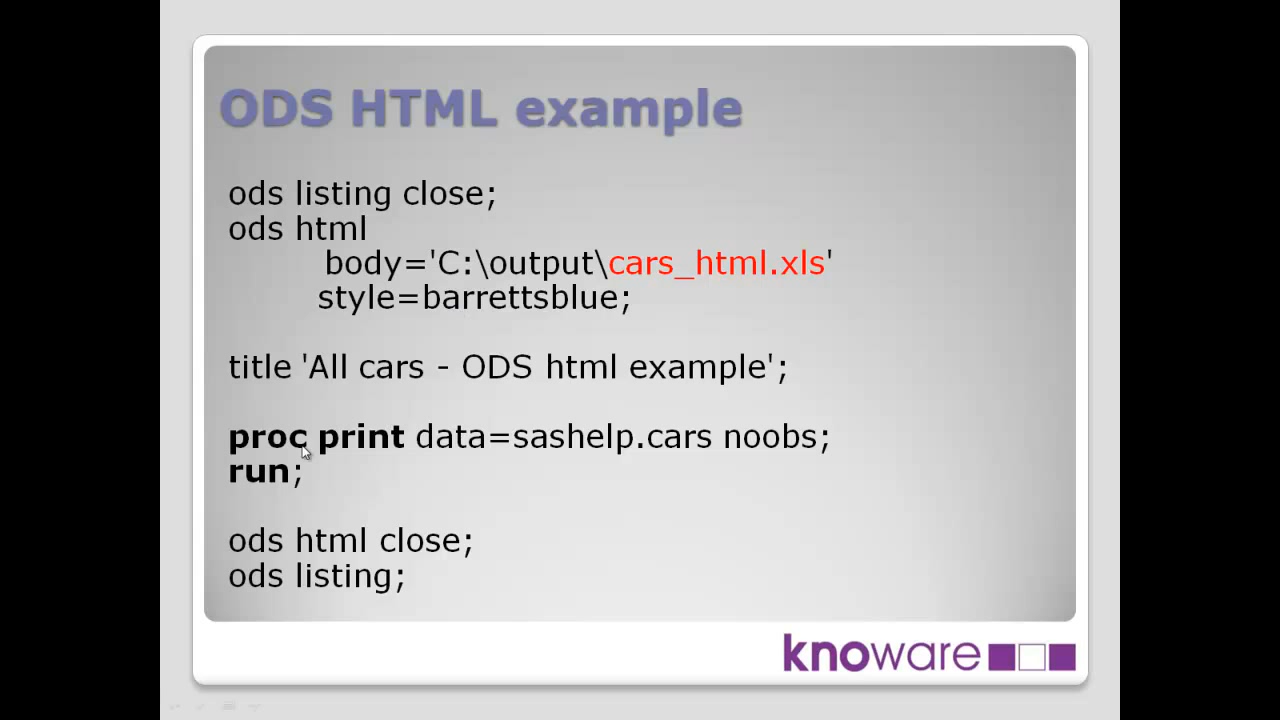 ODS HTML example
ods listing close;
ods html
body='C:\output\cars_html.xls'
style=barrettsblue;
title 'All cars - ODS html example';
proc print data=sashelp.cars noobs;
run;
ods html close;
ods listing;
knoware